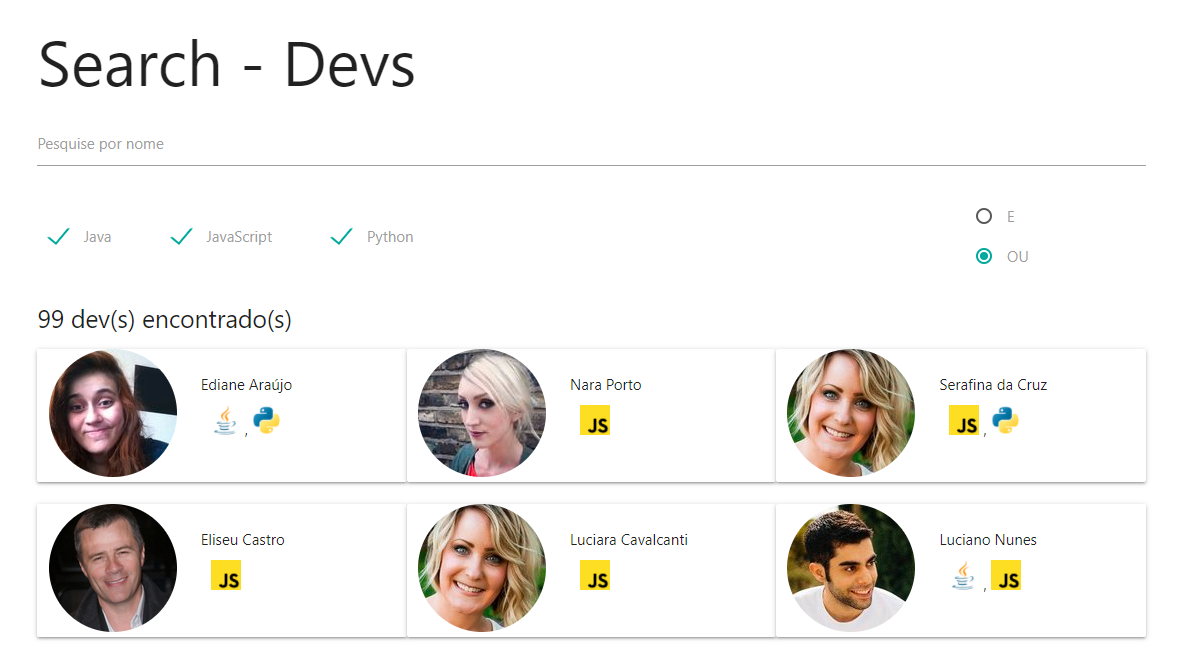 Search - Devs
Pesquise por nome
Java JavaScript Python
E
OU
99 dev(s) encontrado(s)
Ediane Araújo
,
Nara Porto
JS
Serafina da Cruz
JS ,
Eliseu Castro
JS
Luciara Cavalcanti
JS
Luciano Nunes
, JS